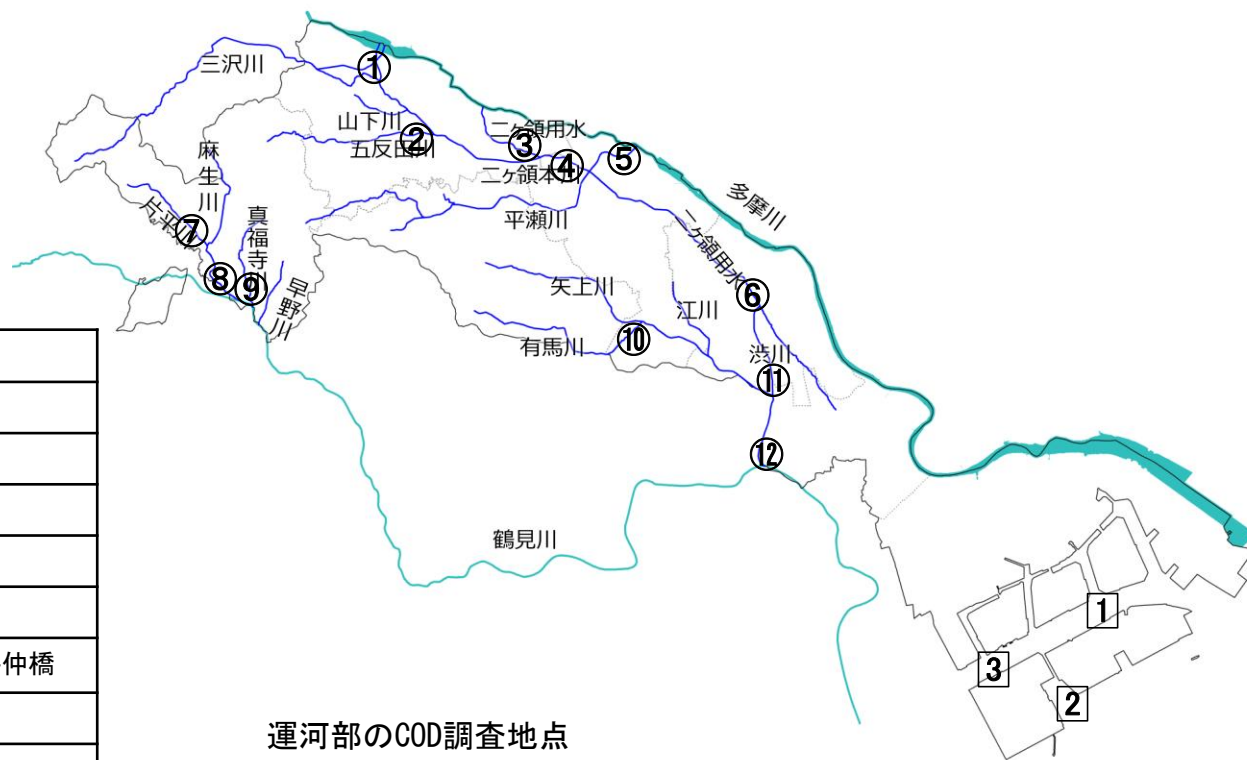 三沢川
①
山下川
②
五反田川
二ヶ領用水
③
④
⑤
二ヶ領本川
多摩川
麻生川
片平川
⑦
真福寺川
平瀬川
⑧
⑨
早野川
二ヶ領用水
⑥
矢上川
江川
有馬川
⑩
渋川
⑪
⑫
鶴見川
1
3
2
仲橋
運河部のCOD調査地点